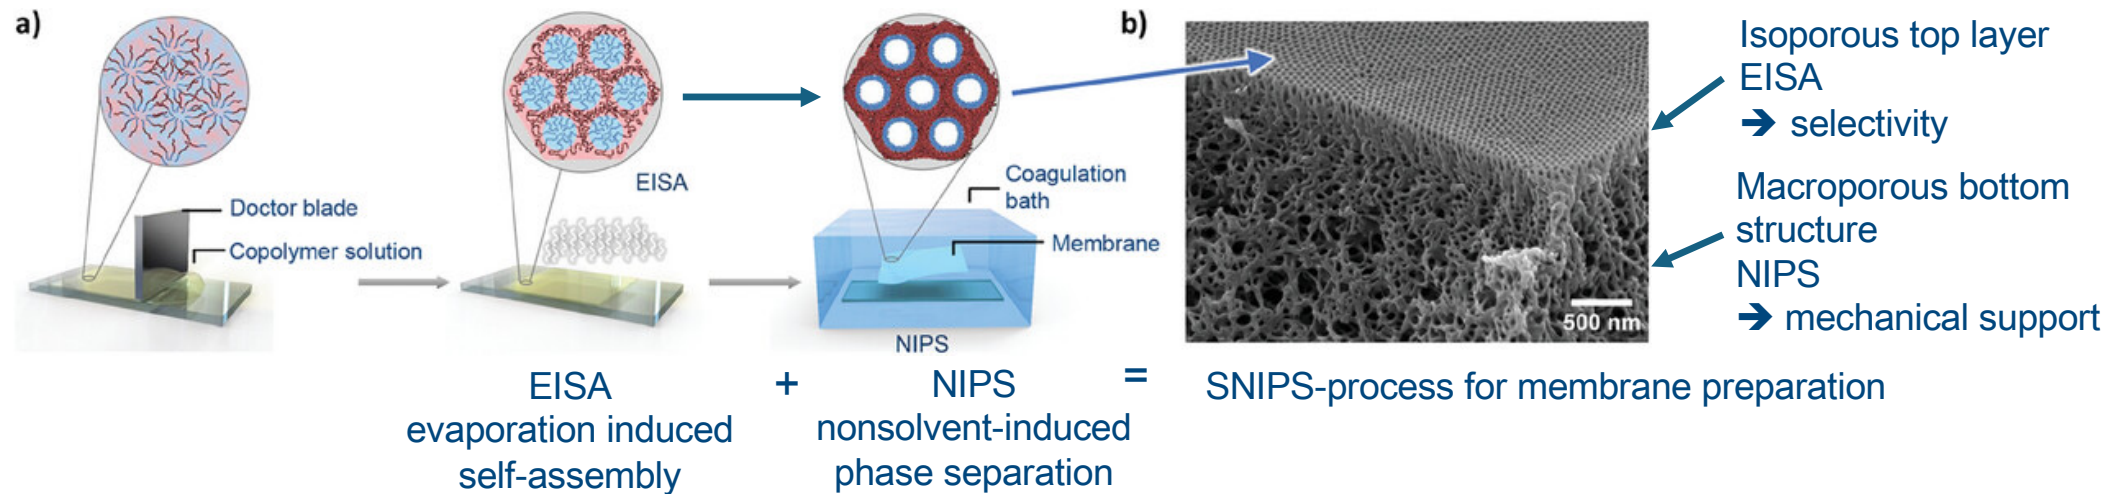 a)
Doctor blade
Copolymer solution
EISA
Coagulation
bath
Membrane
NIPS
b)
500 nm
Isoporous top layer
EISA
➔ selectivity
Macroporous bottom
structure
NIPS
➔ mechanical support
EISA
evaporation induced
self-assembly
+
NIPS
nonsolvent-induced
phase separation
=
SNIPS-process for membrane preparation